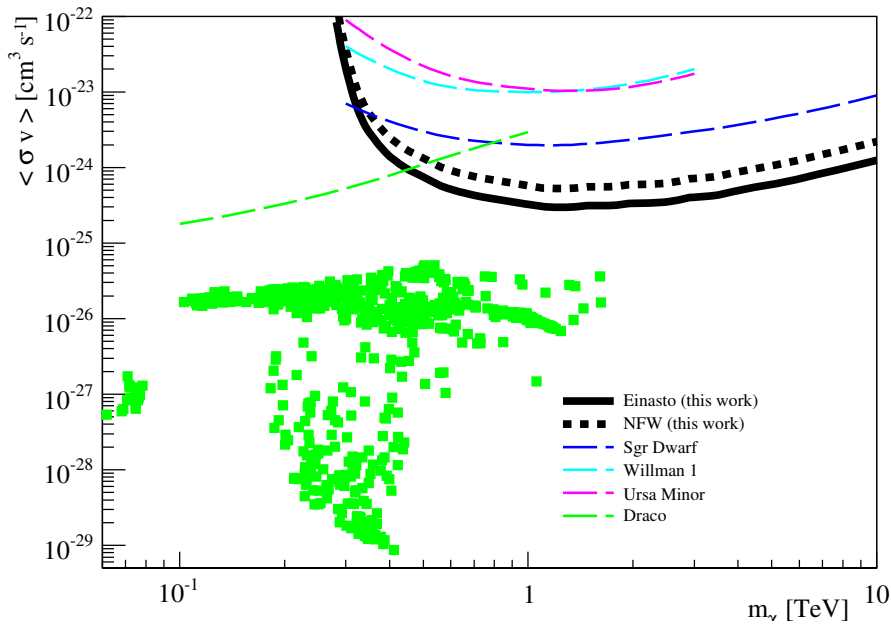 < σ v > [cm³ s⁻¹]
10⁻²²
10⁻²³
10⁻²⁴
10⁻²⁵
10⁻²⁶
10⁻²⁷
10⁻²⁸
10⁻²⁹
Einasto (this work)
NFW (this work)
Sgr Dwarf
Willman 1
Ursa Minor
Draco
10⁻¹
1
10
m [TeV]